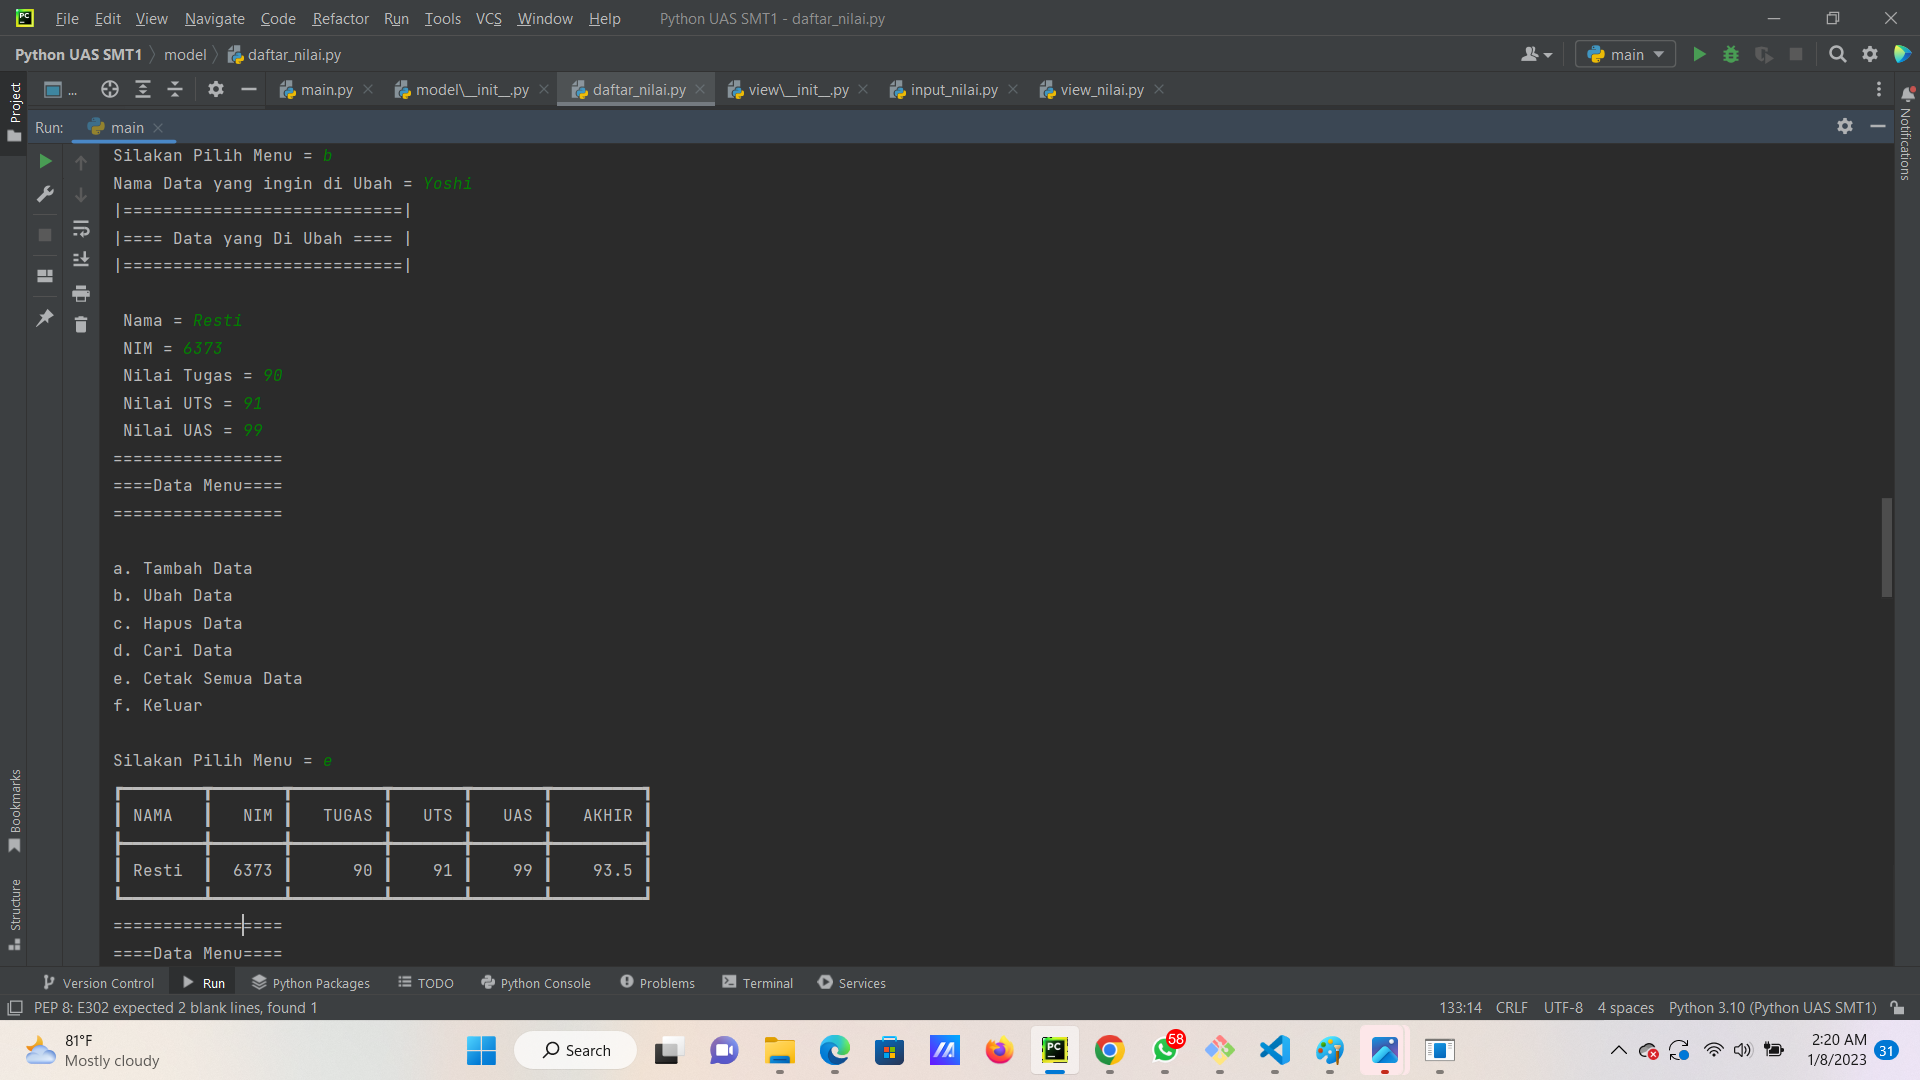 File Edit View Navigate Code Refactor Run Tools VCS Window Help Python UAS SMT1 - daftar_nilai.py
Python UAS SMT1 model daftar_nilai.py main
Project
... main.py model\__init__.py daftar_nilai.py view\__init__.py input_nilai.py view_nilai.py
Notifications
Run: main
Silakan Pilih Menu = b
Nama Data yang ingin di Ubah = Yoshi
|============================|
|==== Data yang Di Ubah ==== |
|============================|
Nama = Resti
NIM = 6373
Nilai Tugas = 90
Nilai UTS = 91
Nilai UAS = 99
=================
====Data Menu====
=================
a. Tambah Data
b. Ubah Data
c. Hapus Data
d. Cari Data
e. Cetak Semua Data
f. Keluar
Silakan Pilih Menu = e
NAMA NIM TUGAS UTS UAS AKHIR
Resti 6373 90 91 99 93.5
=================
====Data Menu====
Bookmarks
Structure
Version Control Run Python Packages TODO Python Console Problems Terminal Services
PEP 8: E302 expected 2 blank lines, found 1 133:14 CRLF UTF-8 4 spaces Python 3.10 (Python UAS SMT1)
81°F
Mostly cloudy
Search
58
2:20 AM
1/8/2023
31